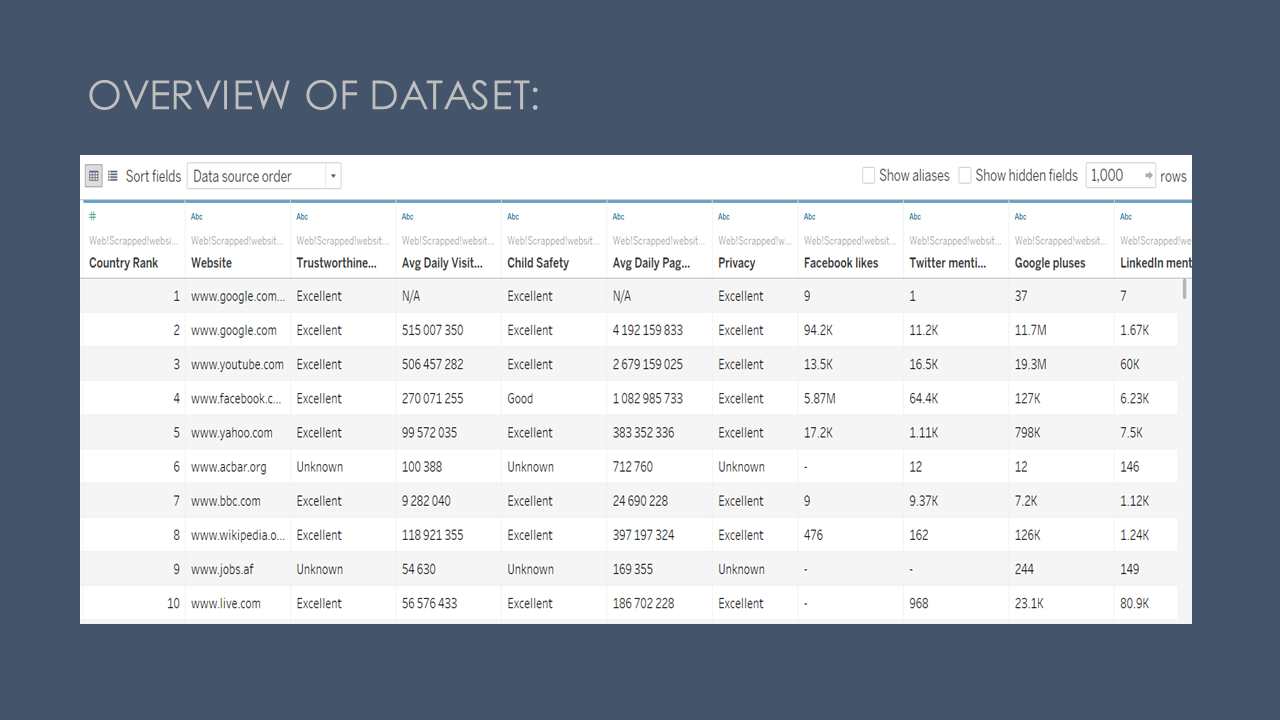 OVERVIEW OF DATASET:
Sort fields Data source order Show aliases Show hidden fields 1,000 rows
# Abc Abc Abc Abc Abc Abc Abc Abc Abc Abc
Web!Scrapped!websi... Web!Scrapped!websit... Web!Scrapped!websit... Web!Scrapped!websit... Web!Scrapped!websit... Web!Scrapped!websit... Web!Scrapped!w... Web!Scrapped!websit... Web!Scrapped!websit... Web!Scrapped!websit... Web!Scrapped!we
Country Rank Website Trustworthine... Avg Daily Visit... Child Safety Avg Daily Pag... Privacy Facebook likes Twitter menti... Google pluses LinkedIn ment
1 www.google.com... Excellent N/A Excellent N/A Excellent 9 1 37 7
2 www.google.com Excellent 515 007 350 Excellent 4 192 159 833 Excellent 94.2K 11.2K 11.7M 1.67K
3 www.youtube.com Excellent 506 457 282 Excellent 2 679 159 025 Excellent 13.5K 16.5K 19.3M 60K
4 www.facebook.c... Excellent 270 071 255 Good 1 082 985 733 Excellent 5.87M 64.4K 127K 6.23K
5 www.yahoo.com Excellent 99 572 035 Excellent 383 352 336 Excellent 17.2K 1.11K 798K 7.5K
6 www.acbar.org Unknown 100 388 Unknown 712 760 Unknown - 12 12 146
7 www.bbc.com Excellent 9 282 040 Excellent 24 690 228 Excellent 9 9.37K 7.2K 1.12K
8 www.wikipedia.o... Excellent 118 921 355 Excellent 397 197 324 Excellent 476 162 126K 1.24K
9 www.jobs.af Unknown 54 630 Unknown 169 355 Unknown - - 244 149
10 www.live.com Excellent 56 576 433 Excellent 186 702 228 Excellent - 968 23.1K 80.9K